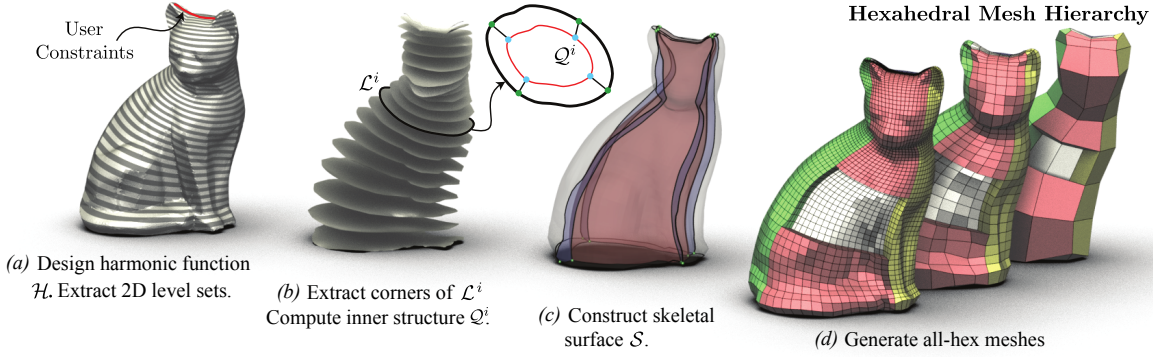 User
Constraints
(a) Design harmonic function
ℋ. Extract 2D level sets.
ℒⁱ
𝒬ⁱ
(b) Extract corners of ℒⁱ
Compute inner structure 𝒬ⁱ.
(c) Construct skeletal
surface 𝒮.
Hexahedral Mesh Hierarchy
(d) Generate all-hex meshes